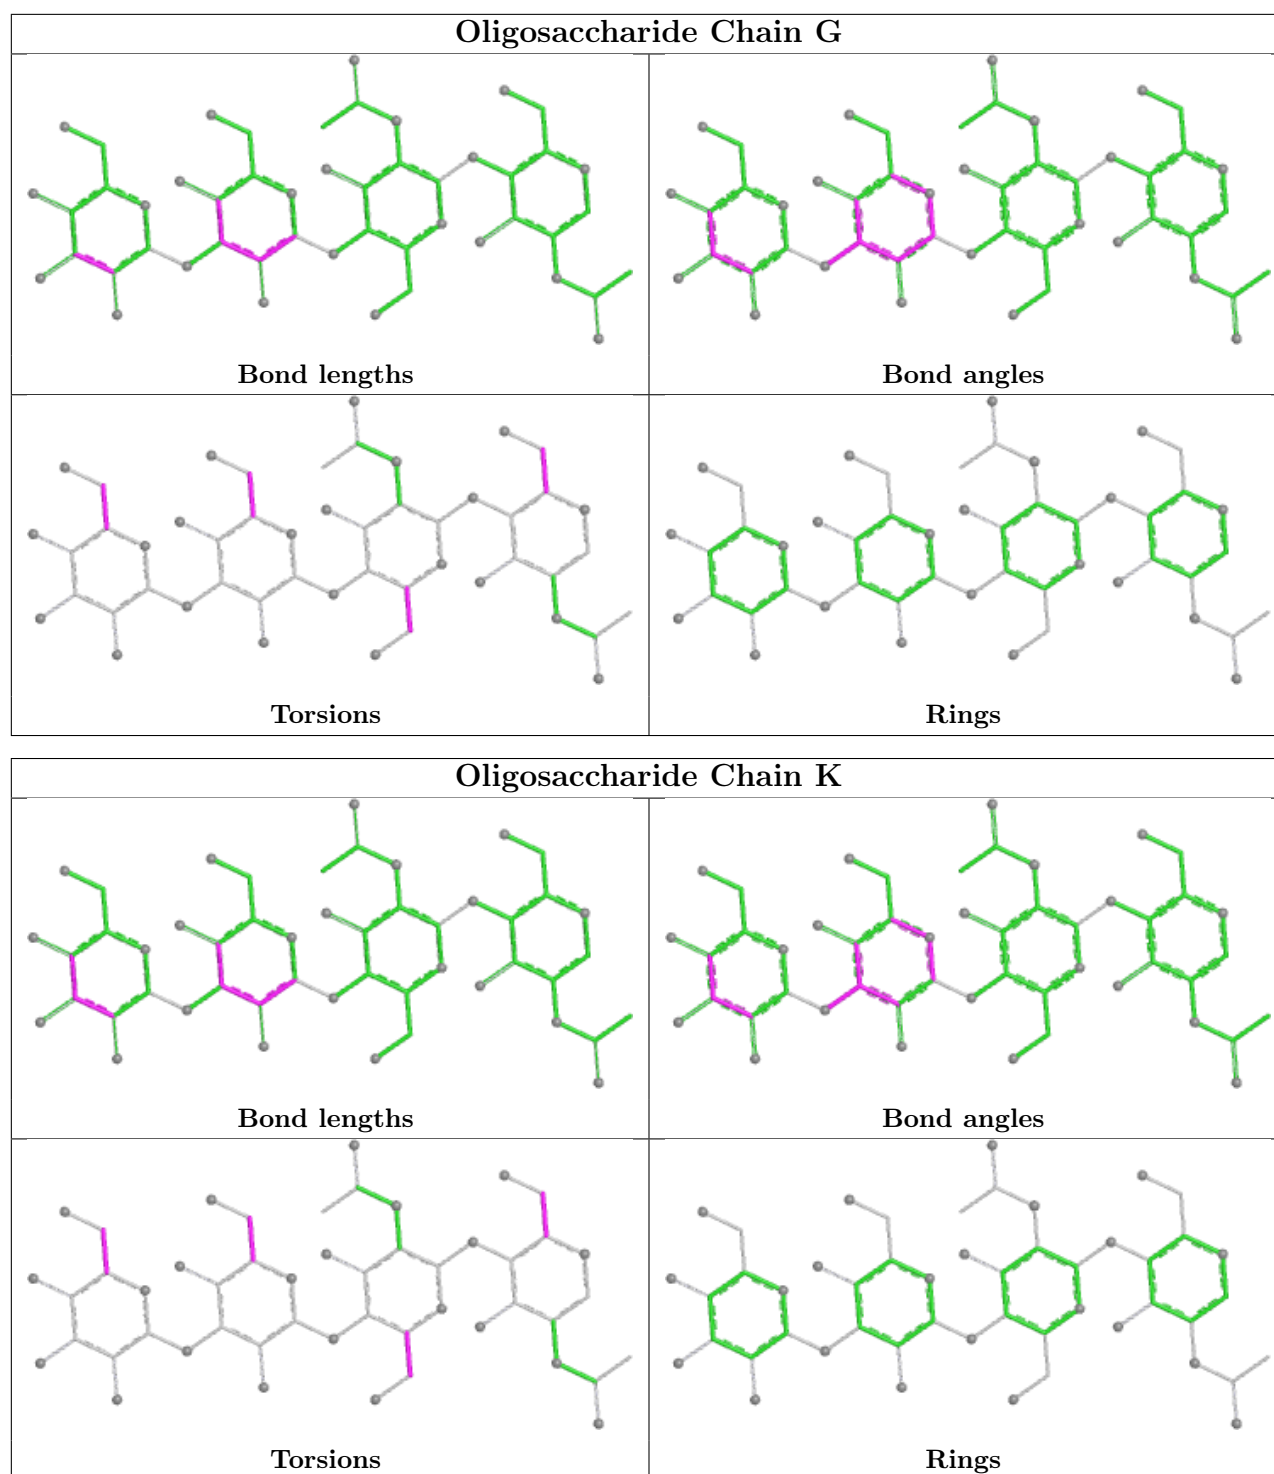 Oligosaccharide Chain G
Bond lengths
Bond angles
Torsions
Rings
Oligosaccharide Chain K
Bond lengths
Bond angles
Torsions
Rings